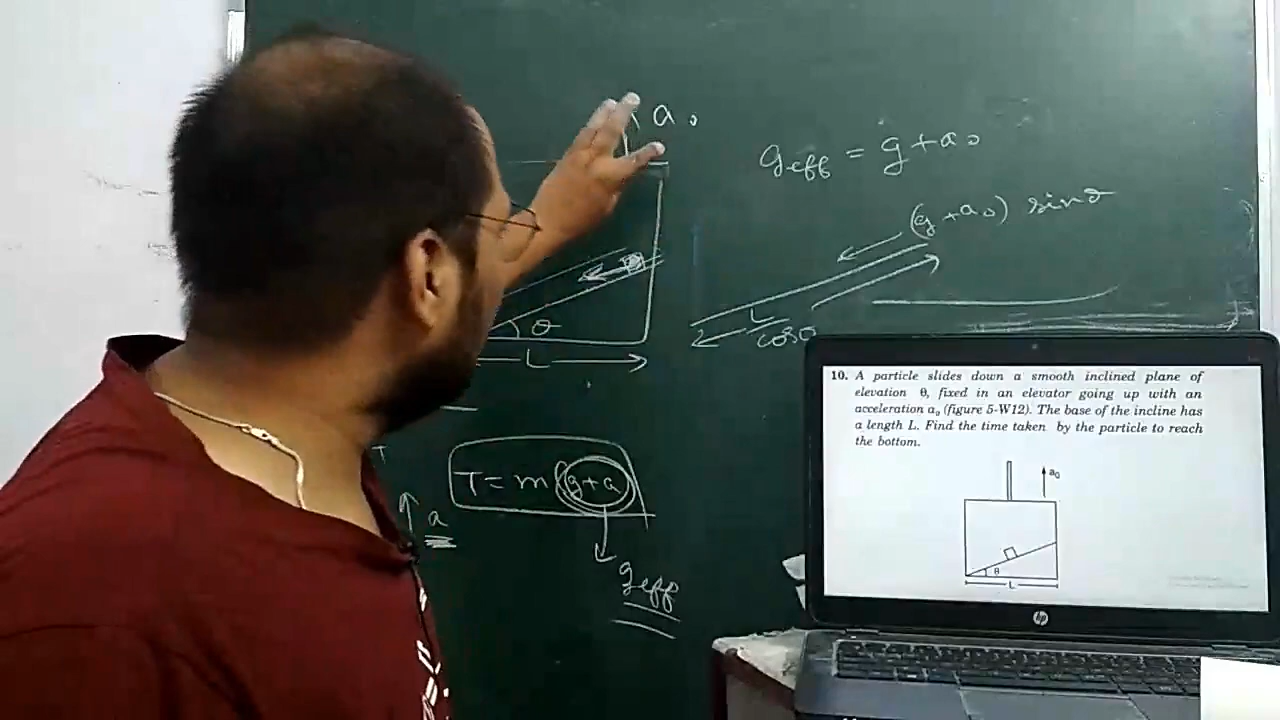 a₀
g_eff = g+a₀
(g+a₀) sinθ
L
cosθ
θ
L
T = m(g+a)
a
g_eff
10. A particle slides down a smooth inclined plane of
elevation θ, fixed in an elevator going up with an
acceleration a₀ (figure 5-W12). The base of the incline has
a length L. Find the time taken by the particle to reach
the bottom.
a₀
θ
L
hp